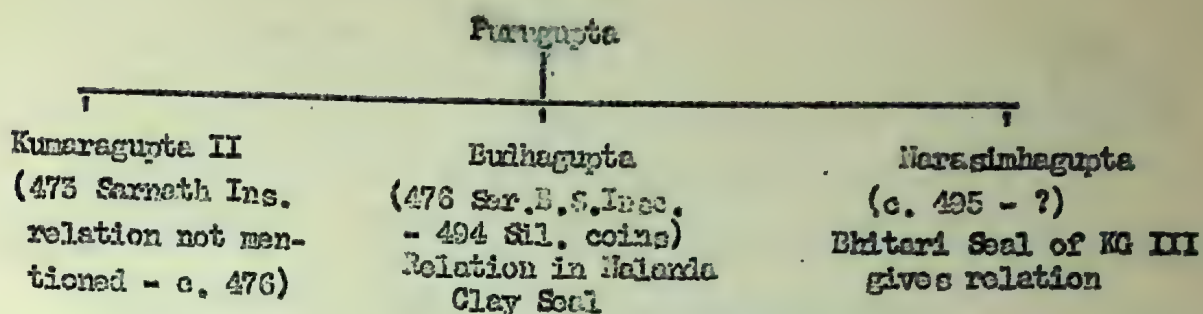 Purugupta
Kumaragupta II
(473 Sarnath Ins.
relation not men-
tioned - c. 476)
Budhagupta
(476 Sar.B.S.Insc.
- 494 Sil. coins)
Relation in Nalanda
Clay Seal
Narasimhagupta
(c. 495 - ?)
Bhitari Seal of KG III
gives relation